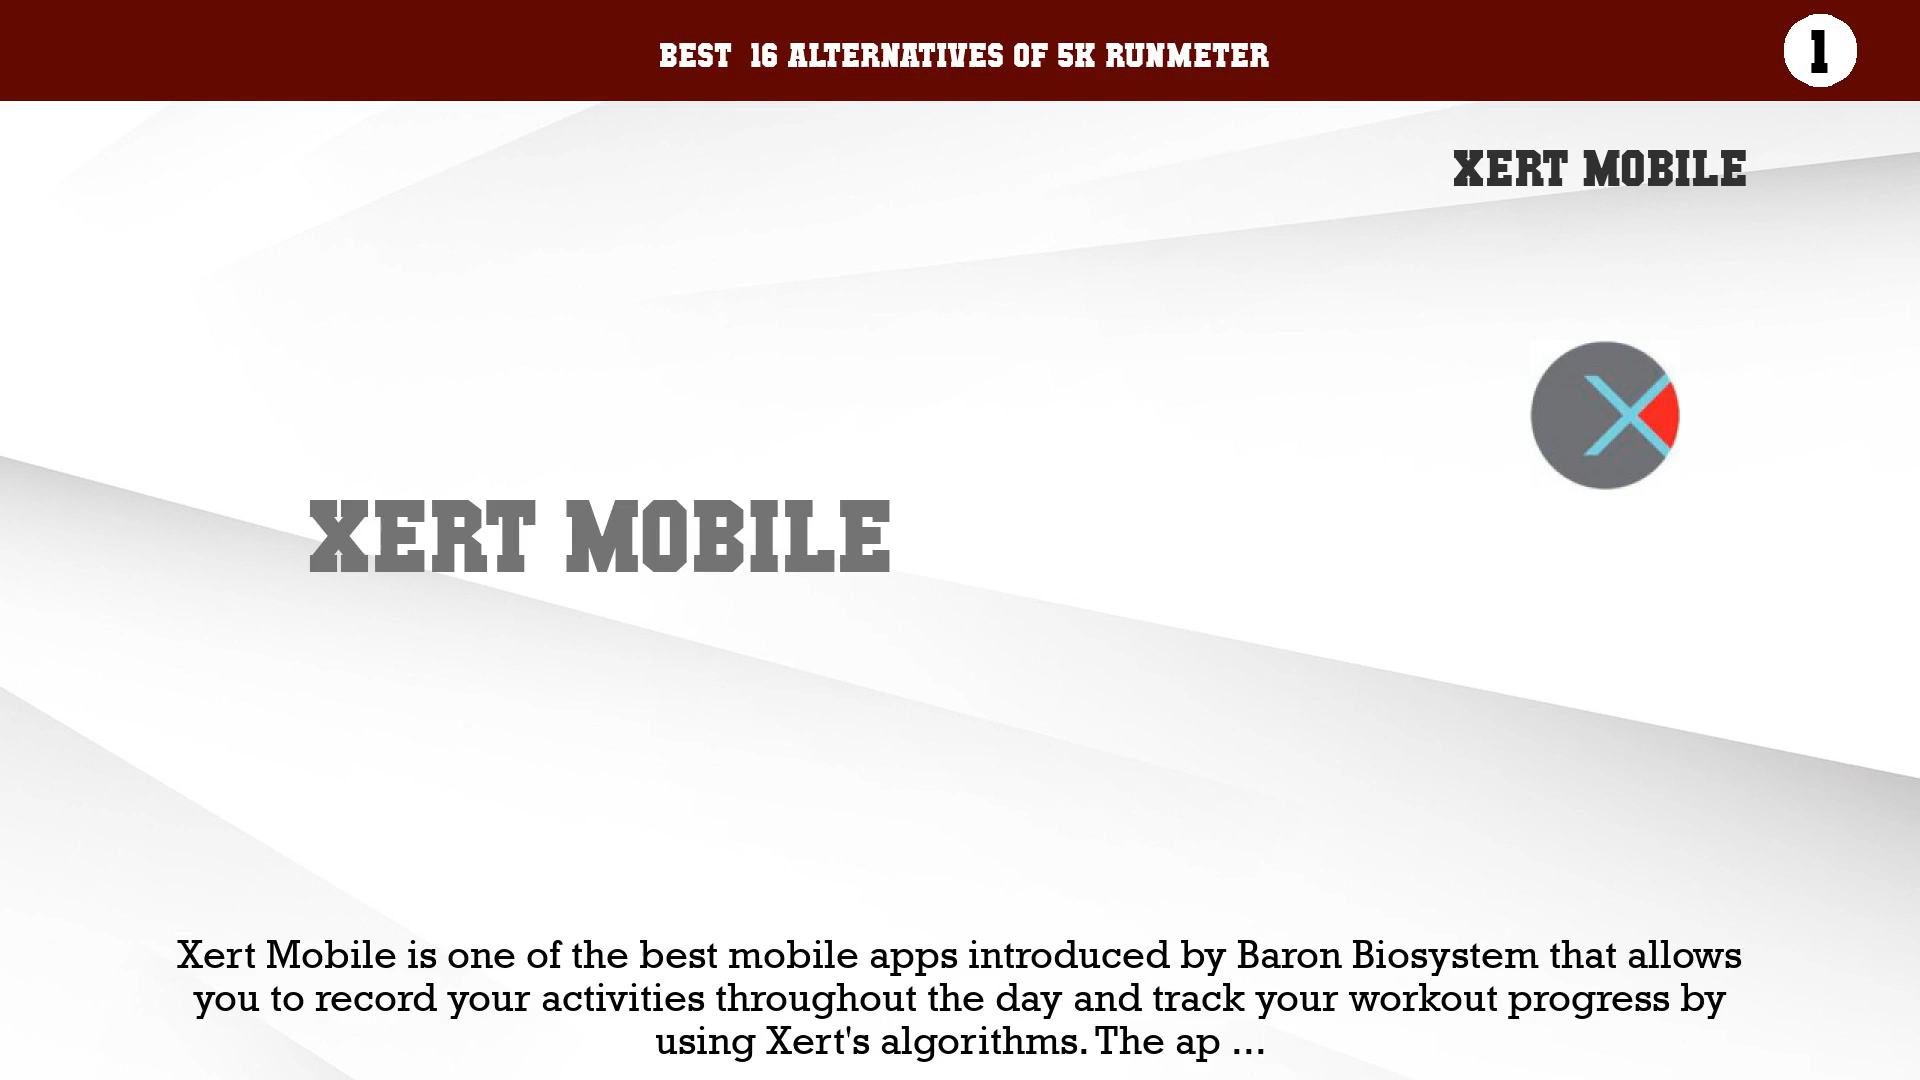 BEST 16 ALTERNATIVES OF 5K RUNMETER
1
XERT MOBILE
XERT MOBILE
Xert Mobile is one of the best mobile apps introduced by Baron Biosystem that allows
you to record your activities throughout the day and track your workout progress by
using Xert's algorithms. The ap ...